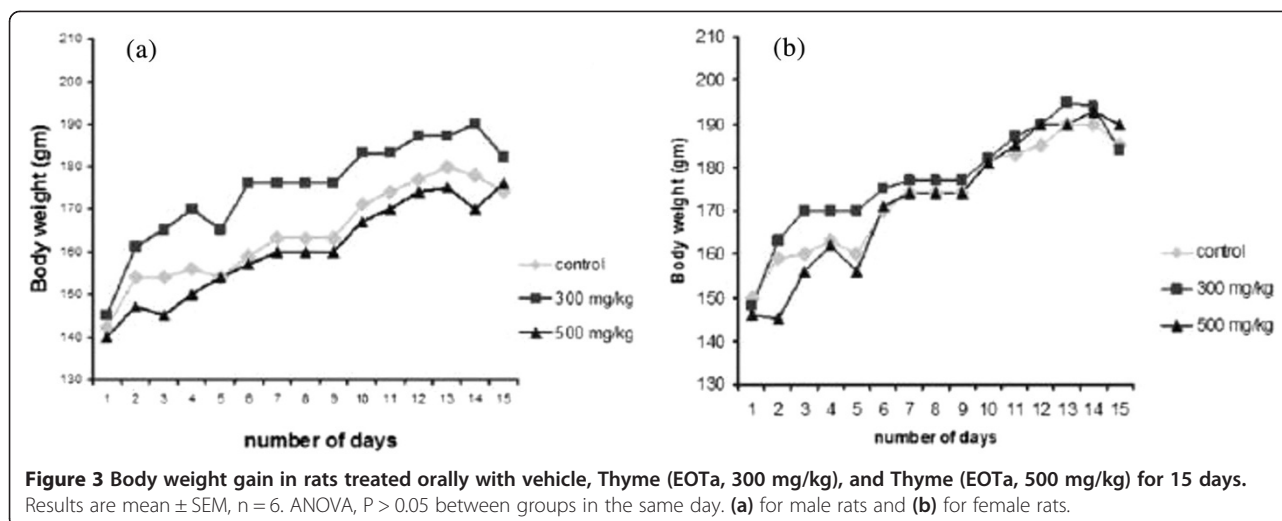 (a)
210
200
190
180
170
160
150
140
130
Body weight (gm)
1 2 3 4 5 6 7 8 9 10 11 12 13 14 15
number of days
control
300 mg/kg
500 mg/kg
(b)
210
200
190
180
170
160
150
140
130
Body weight (gm)
1 2 3 4 5 6 7 8 9 10 11 12 13 14 15
number of days
control
300 mg/kg
500 mg/kg
Figure 3 Body weight gain in rats treated orally with vehicle, Thyme (EOTa, 300 mg/kg), and Thyme (EOTa, 500 mg/kg) for 15 days.
Results are mean ± SEM, n = 6. ANOVA, P > 0.05 between groups in the same day. (a) for male rats and (b) for female rats.